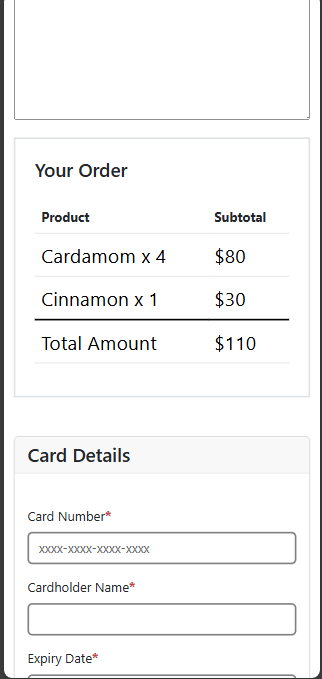 Your Order
Product Subtotal
Cardamom x 4 $80
Cinnamon x 1 $30
Total Amount $110
Card Details
Card Number*
xxxx-xxxx-xxxx-xxxx
Cardholder Name*
Expiry Date*